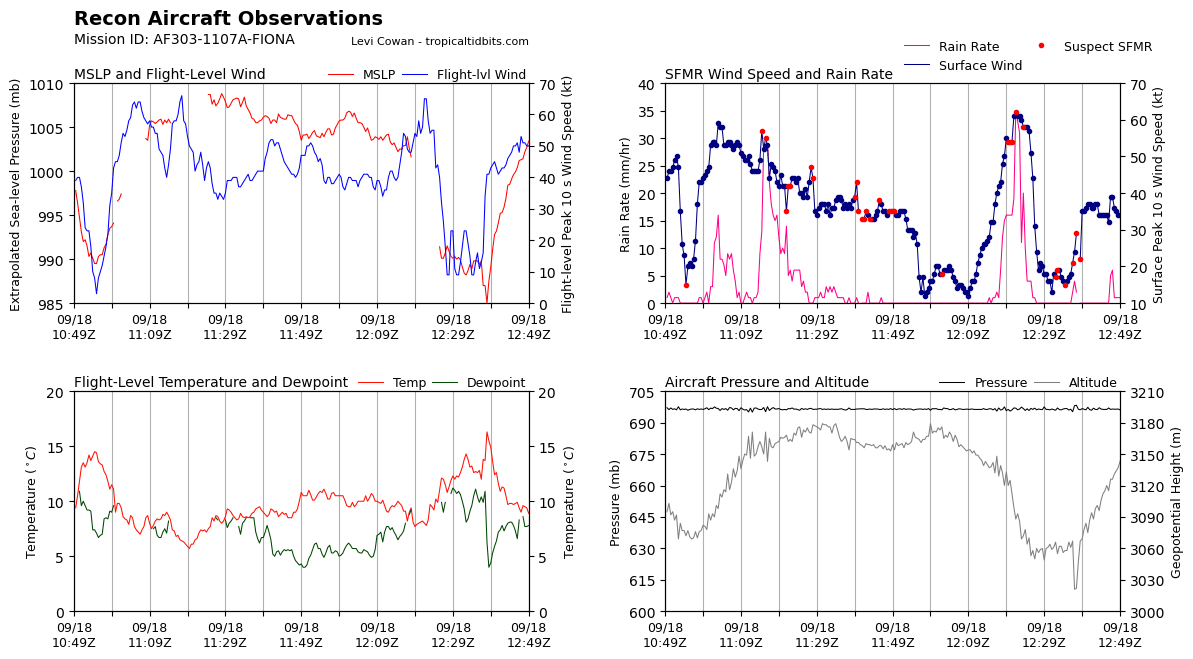 Recon Aircraft Observations
Mission ID: AF303-1107A-FIONA
Levi Cowan - tropicaltidbits.com
MSLP and Flight-Level Wind
MSLP
Flight-lvl Wind
Extrapolated Sea-level Pressure (mb)
1010
1005
1000
995
990
985
70
60
50
40
30
20
10
0
Flight-level Peak 10 s Wind Speed (kt)
09/18 09/18 09/18 09/18 09/18 09/18 09/18
10:49Z 11:09Z 11:29Z 11:49Z 12:09Z 12:29Z 12:49Z
Rain Rate
Suspect SFMR
Surface Wind
SFMR Wind Speed and Rain Rate
Rain Rate (mm/hr)
40
35
30
25
20
15
10
5
0
70
60
50
40
30
20
10
Surface Peak 10 s Wind Speed (kt)
09/18 09/18 09/18 09/18 09/18 09/18 09/18
10:49Z 11:09Z 11:29Z 11:49Z 12:09Z 12:29Z 12:49Z
Flight-Level Temperature and Dewpoint
Temp
Dewpoint
Temperature (°C)
20
15
10
5
0
20
15
10
5
0
Temperature (°C)
09/18 09/18 09/18 09/18 09/18 09/18 09/18
10:49Z 11:09Z 11:29Z 11:49Z 12:09Z 12:29Z 12:49Z
Aircraft Pressure and Altitude
Pressure
Altitude
Pressure (mb)
705
690
675
660
645
630
615
600
3210
3180
3150
3120
3090
3060
3030
3000
Geopotential Height (m)
09/18 09/18 09/18 09/18 09/18 09/18 09/18
10:49Z 11:09Z 11:29Z 11:49Z 12:09Z 12:29Z 12:49Z